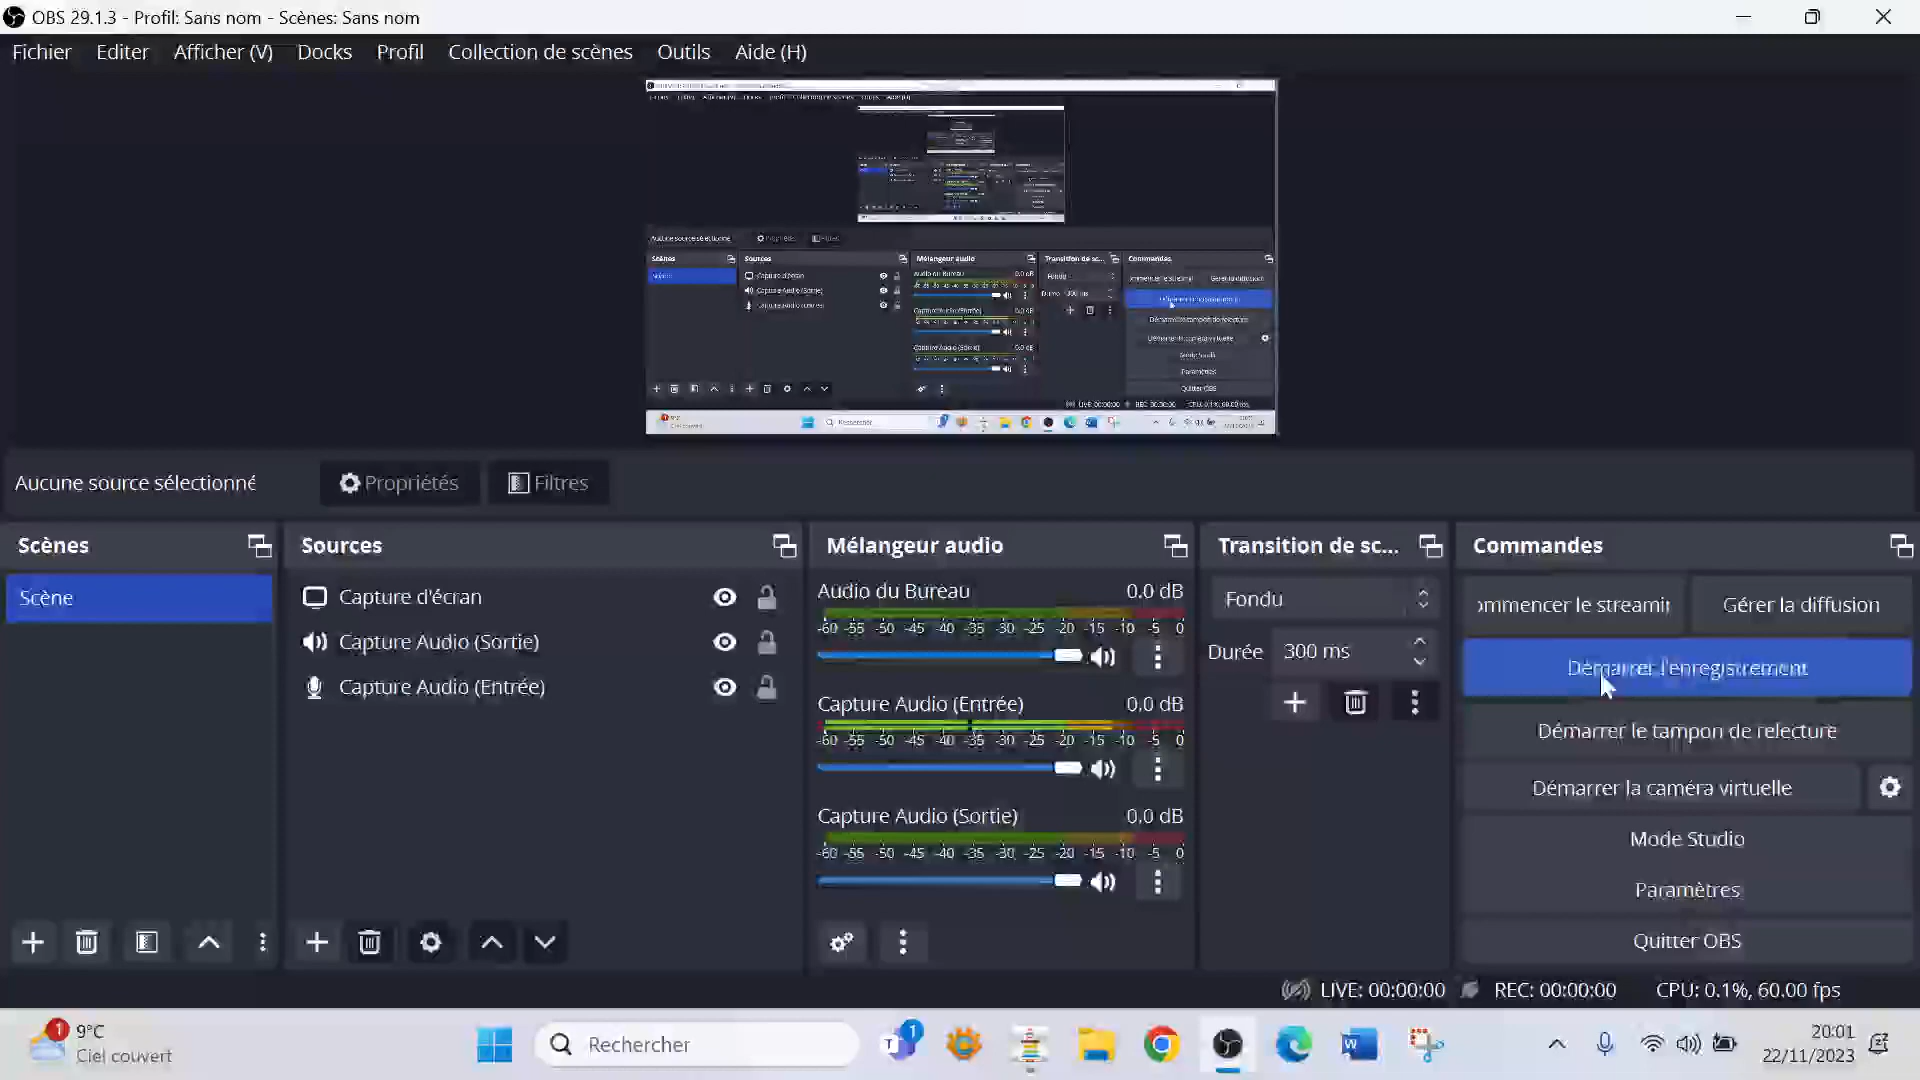 OBS 29.1.3 - Profil: Sans nom - Scènes: Sans nom
Fichier Editer Afficher (V) Docks Profil Collection de scènes Outils Aide (H)
Aucune source sélectionné
Propriétés
Filtres
Scènes
Scène
Sources
Capture d'écran
Capture Audio (Sortie)
Capture Audio (Entrée)
Mélangeur audio
Audio du Bureau 0.0 dB
-60 -55 -50 -45 -40 -35 -30 -25 -20 -15 -10 -5 0
Capture Audio (Entrée) 0.0 dB
-60 -55 -50 -45 -40 -35 -30 -25 -20 -15 -10 -5 0
Capture Audio (Sortie) 0.0 dB
-60 -55 -50 -45 -40 -35 -30 -25 -20 -15 -10 -5 0
Transition de sc...
Fondu
Durée 300 ms
Commandes
ommencer le streamin Gérer la diffusion
Démarrer l'enregistrement
Démarrer le tampon de relecture
Démarrer la caméra virtuelle
Mode Studio
Paramètres
Quitter OBS
LIVE: 00:00:00 REC: 00:00:00 CPU: 0.1%, 60.00 fps
1
9°C
Ciel couvert
Rechercher
1
20:01
22/11/2023